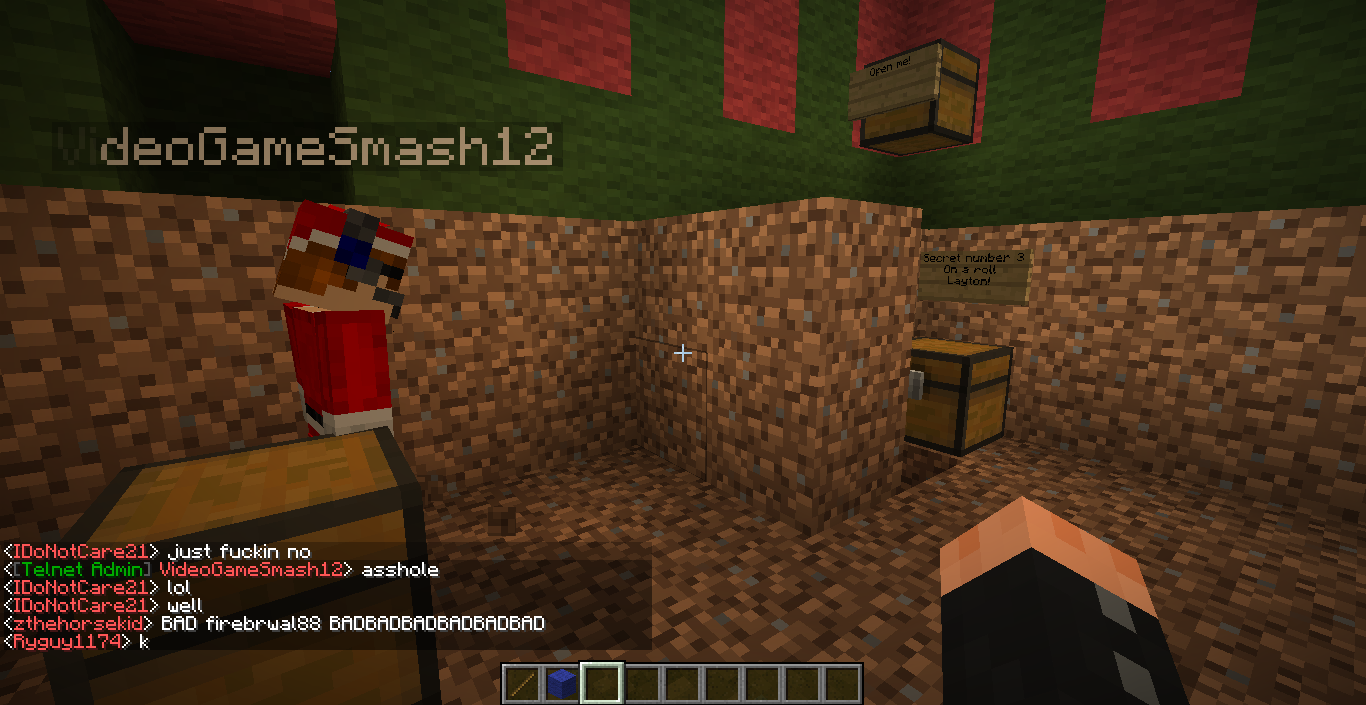 Open me!
VideoGameSmash12
Secret number 3
On a roll
Layton!
<IDoNotCare21> just fuckin no
<[Telnet Admin] VideoGameSmash12> asshole
<IDoNotCare21> lol
<IDoNotCare21> well
<zthehorsekid> BAD firebrwal88 BADBADBADBADBADBAD
<Ryguy1174> k